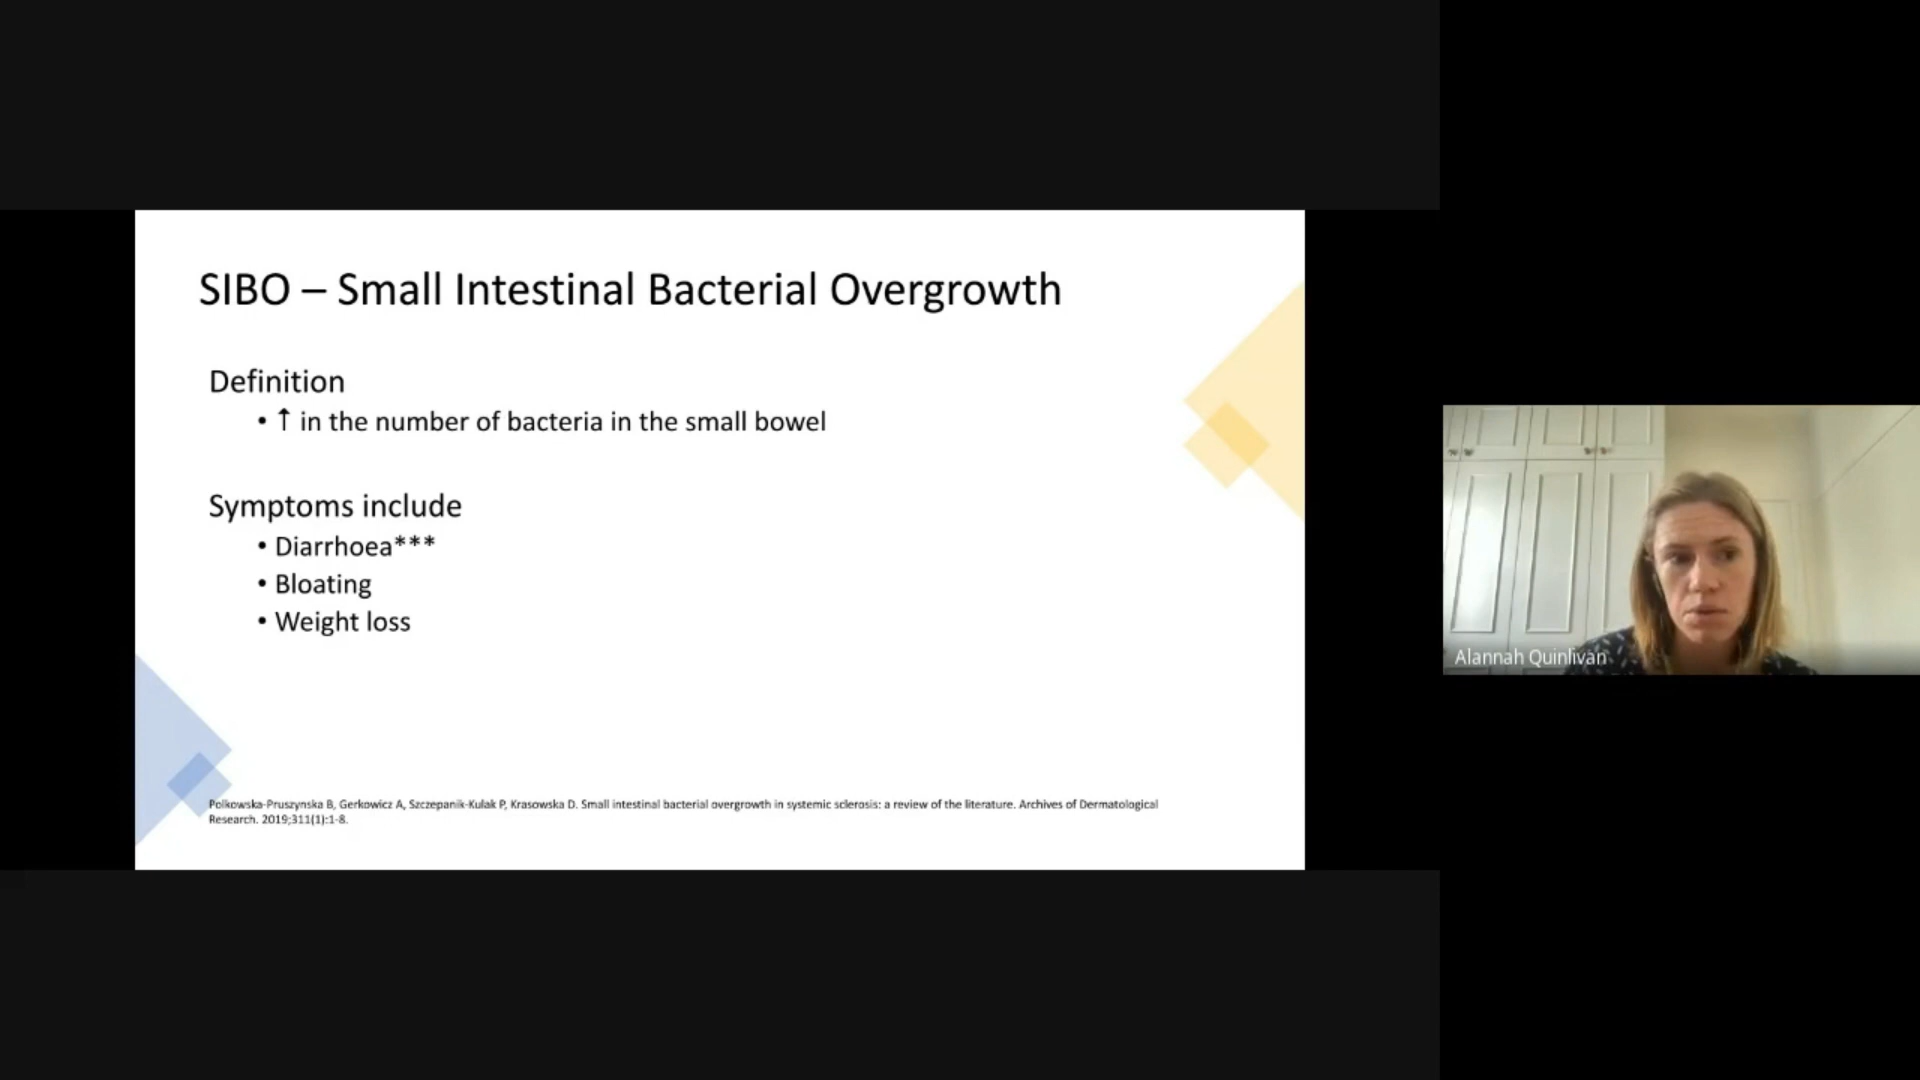 SIBO – Small Intestinal Bacterial Overgrowth
Definition
• ↑ in the number of bacteria in the small bowel
Symptoms include
• Diarrhoea***
• Bloating
• Weight loss
Polkowska-Pruszynska B, Gerkowicz A, Szczepanik-Kulak P, Krasowska D. Small intestinal bacterial overgrowth in systemic sclerosis: a review of the literature. Archives of Dermatological
Research. 2019;311(1):1-8.
Alannah Quinlivan